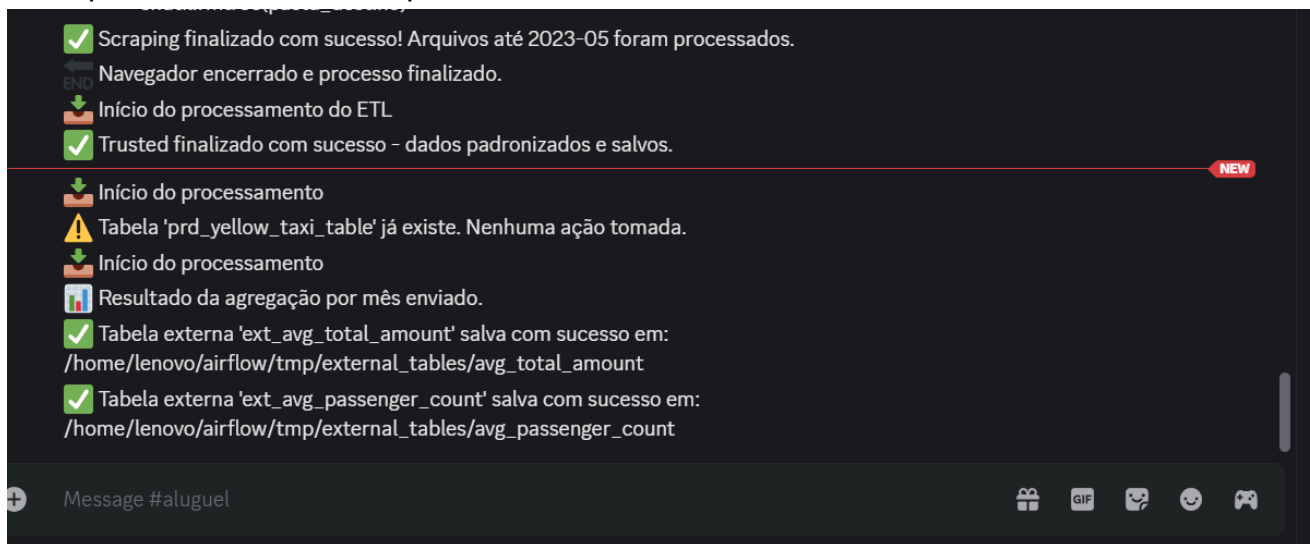 Scraping finalizado com sucesso! Arquivos até 2023-05 foram processados.
END Navegador encerrado e processo finalizado.
Início do processamento do ETL
Trusted finalizado com sucesso - dados padronizados e salvos.
NEW
Início do processamento
Tabela 'prd_yellow_taxi_table' já existe. Nenhuma ação tomada.
Início do processamento
Resultado da agregação por mês enviado.
Tabela externa 'ext_avg_total_amount' salva com sucesso em:
/home/lenovo/airflow/tmp/external_tables/avg_total_amount
Tabela externa 'ext_avg_passenger_count' salva com sucesso em:
/home/lenovo/airflow/tmp/external_tables/avg_passenger_count
Message #aluguel
GIF